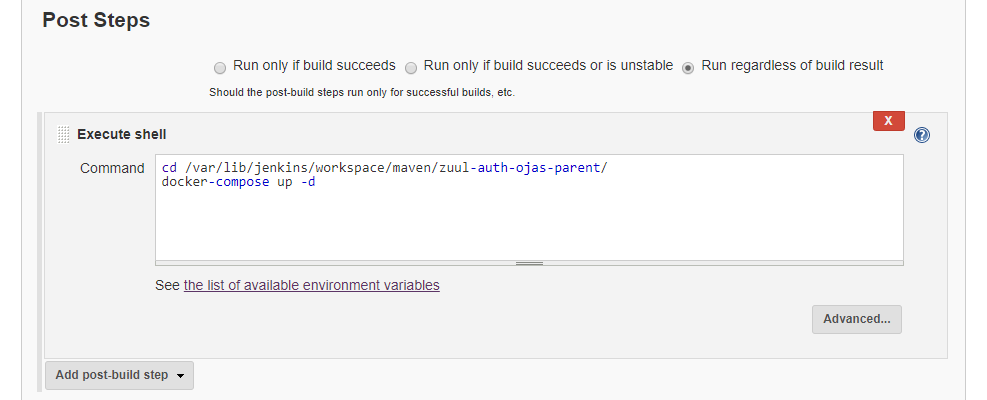 Post Steps
Run only if build succeeds Run only if build succeeds or is unstable Run regardless of build result
Should the post-build steps run only for successful builds, etc.
X
Execute shell ?
Command cd /var/lib/jenkins/workspace/maven/zuul-auth-ojas-parent/
docker-compose up -d
See the list of available environment variables
Advanced...
Add post-build step